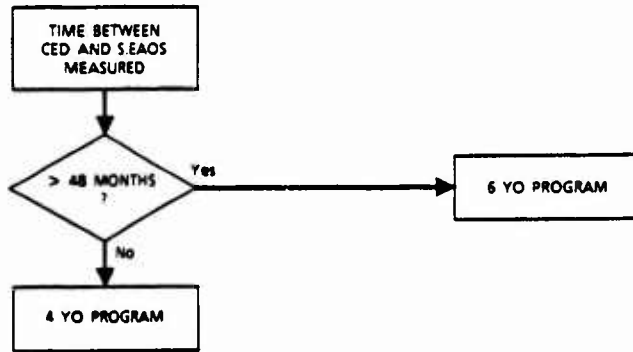 TIME BETWEEN
CED AND S.EAOS
MEASURED
> 48 MONTHS
?
Yes
6 YO PROGRAM
No
4 YO PROGRAM